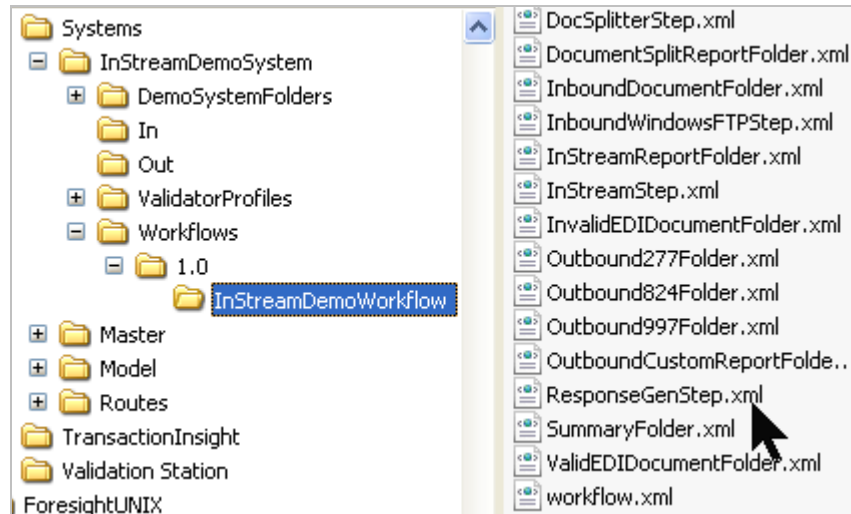 Systems
InStreamDemoSystem
DemoSystemFolders
In
Out
ValidatorProfiles
Workflows
1.0
InStreamDemoWorkflow
Master
Model
Routes
TransactionInsight
Validation Station
ForesightUNIX
DocSplitterStep.xml
DocumentSplitReportFolder.xml
InboundDocumentFolder.xml
InboundWindowsFTPStep.xml
InStreamReportFolder.xml
InStreamStep.xml
InvalidEDIDocumentFolder.xml
Outbound277Folder.xml
Outbound824Folder.xml
Outbound997Folder.xml
OutboundCustomReportFolde...
ResponseGenStep.xml
SummaryFolder.xml
ValidEDIDocumentFolder.xml
workflow.xml